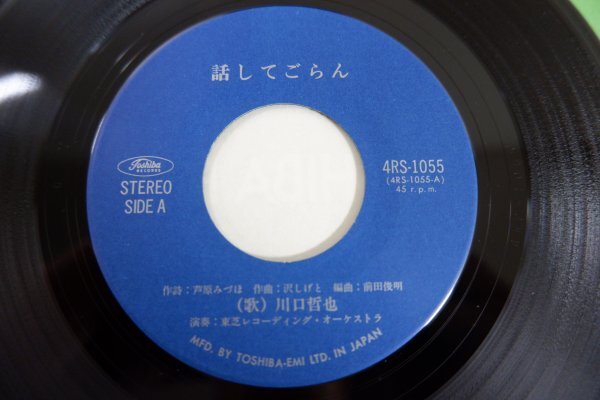 話してごらん
Toshiba
RECORDS
STEREO
SIDE A
4RS-1055
(4RS-1055-A)
45 r.p.m.
作詩:芦原みづほ 作曲:沢しげと 編曲:前田俊明
(歌)川口哲也
演奏:東芝レコーディング・オーケストラ
MFD. BY TOSHIBA-EMI LTD. IN JAPAN